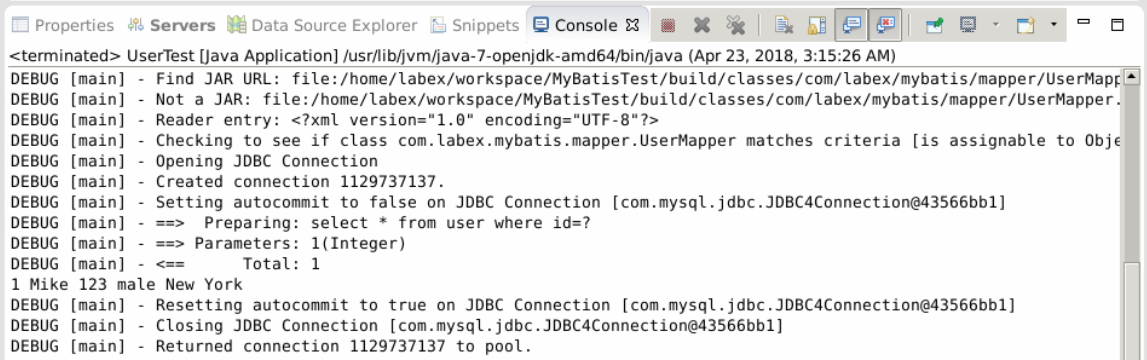 Properties Servers Data Source Explorer Snippets Console
<terminated> UserTest [Java Application] /usr/lib/jvm/java-7-openjdk-amd64/bin/java (Apr 23, 2018, 3:15:26 AM)
DEBUG [main] - Find JAR URL: file:/home/labex/workspace/MyBatisTest/build/classes/com/labex/mybatis/mapper/UserMapp
DEBUG [main] - Not a JAR: file:/home/labex/workspace/MyBatisTest/build/classes/com/labex/mybatis/mapper/UserMapper.
DEBUG [main] - Reader entry: <?xml version="1.0" encoding="UTF-8"?>
DEBUG [main] - Checking to see if class com.labex.mybatis.mapper.UserMapper matches criteria [is assignable to Obje
DEBUG [main] - Opening JDBC Connection
DEBUG [main] - Created connection 1129737137.
DEBUG [main] - Setting autocommit to false on JDBC Connection [com.mysql.jdbc.JDBC4Connection@43566bb1]
DEBUG [main] - ==>  Preparing: select * from user where id=?
DEBUG [main] - ==> Parameters: 1(Integer)
DEBUG [main] - <==      Total: 1
1 Mike 123 male New York
DEBUG [main] - Resetting autocommit to true on JDBC Connection [com.mysql.jdbc.JDBC4Connection@43566bb1]
DEBUG [main] - Closing JDBC Connection [com.mysql.jdbc.JDBC4Connection@43566bb1]
DEBUG [main] - Returned connection 1129737137 to pool.